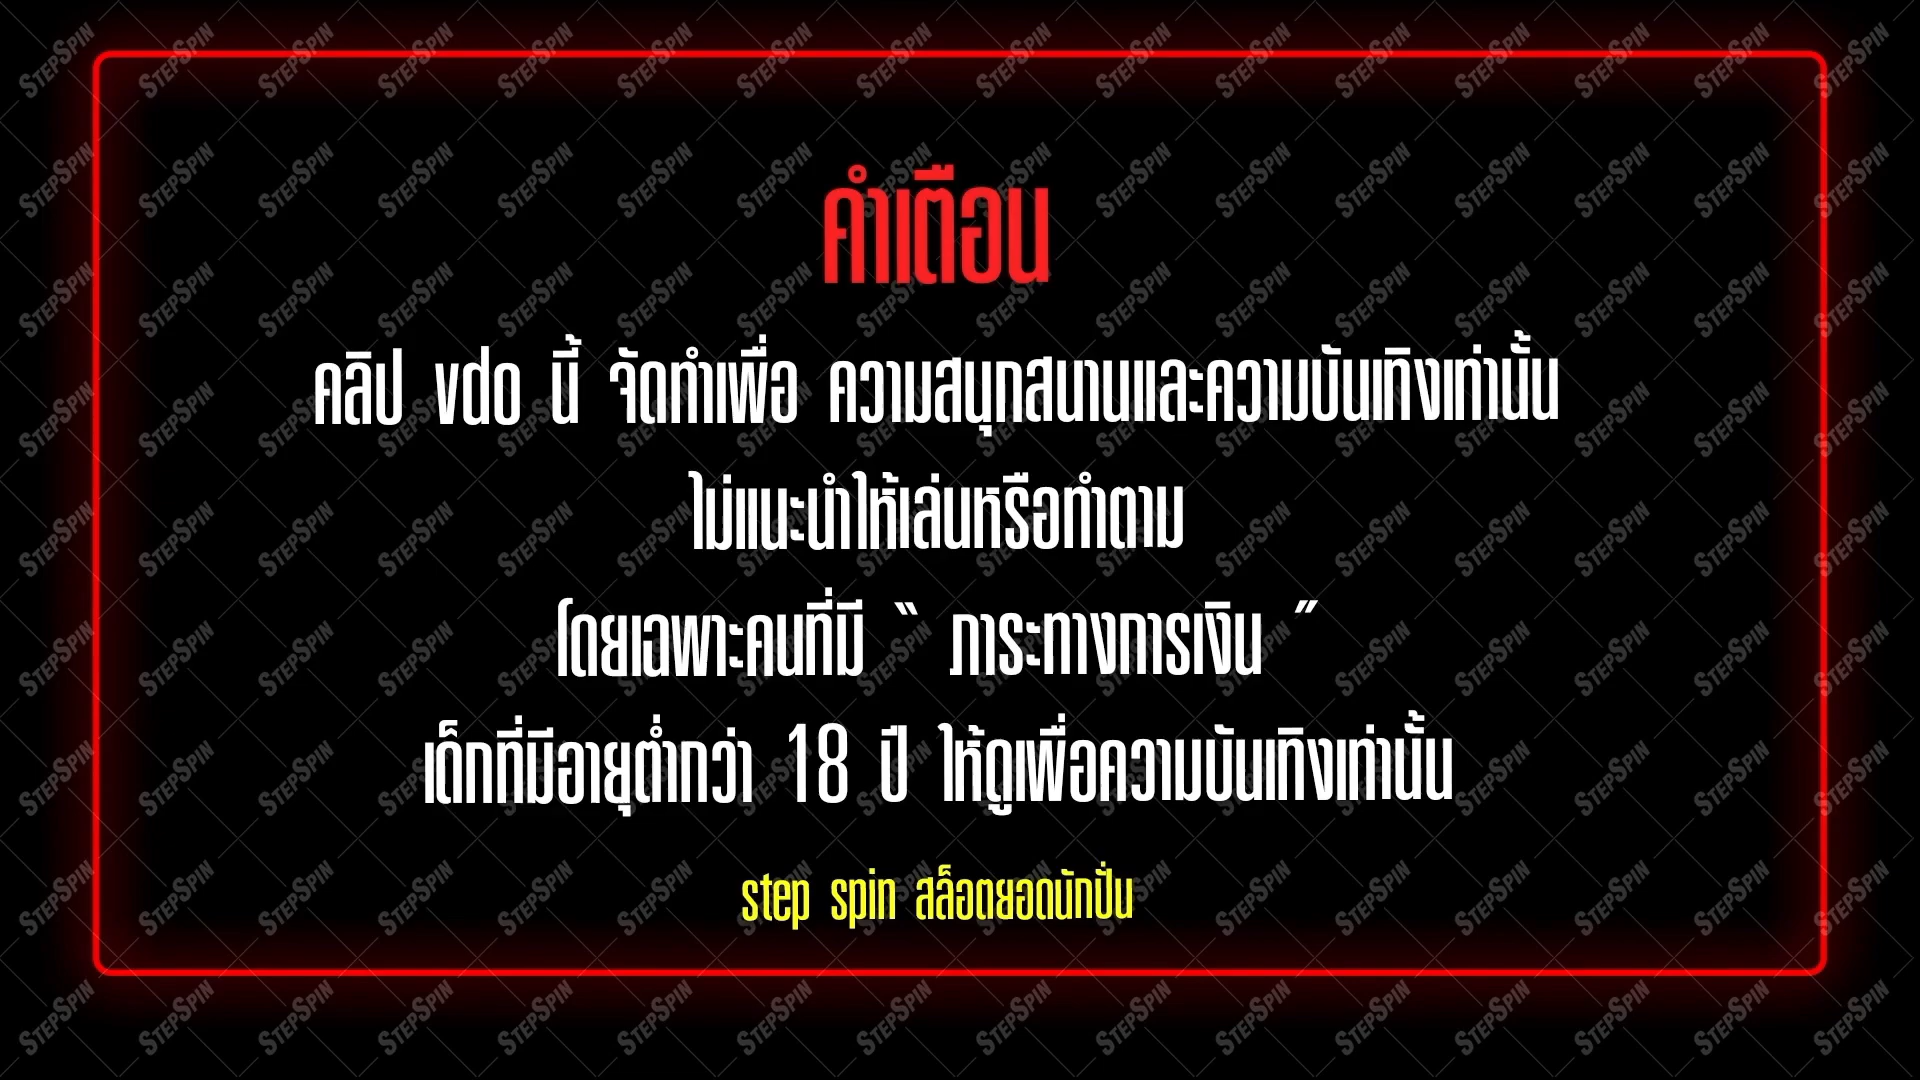 คำเตือน
คลิป vdo นี้ จัดทำเพื่อ ความสนุกสนานและความบันเทิงเท่านั้น
ไม่แนะนำให้เล่นหรือทำตาม
โดยเฉพาะคนที่มี “ ภาระทางการเงิน ”
เด็กที่มีอายุต่ำกว่า 18 ปี ให้ดูเพื่อความบันเทิงเท่านั้น
step spin สล็อตยอดนักปั่น
STEPSPIN